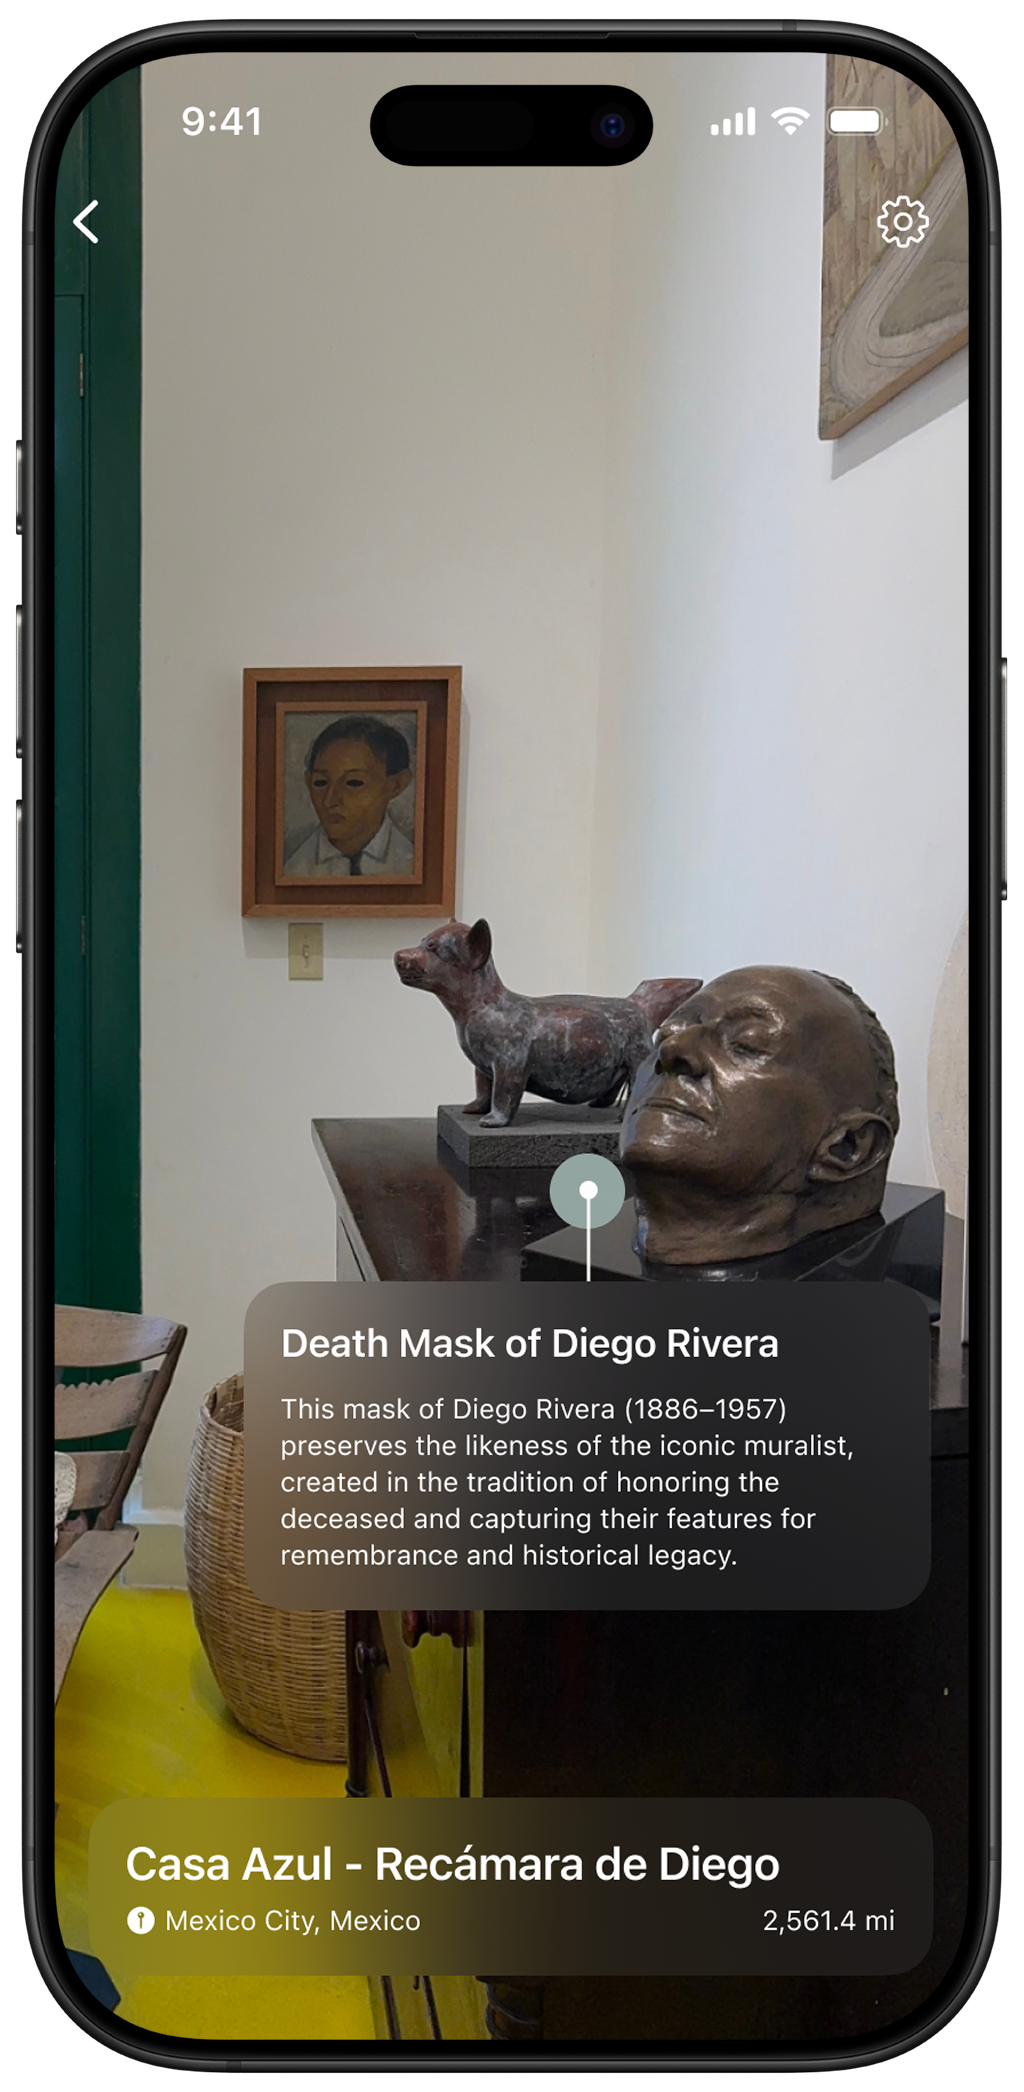 9:41
Death Mask of Diego Rivera
This mask of Diego Rivera (1886–1957)
preserves the likeness of the iconic muralist,
created in the tradition of honoring the
deceased and capturing their features for
remembrance and historical legacy.
Casa Azul - Recámara de Diego
Mexico City, Mexico 2,561.4 mi